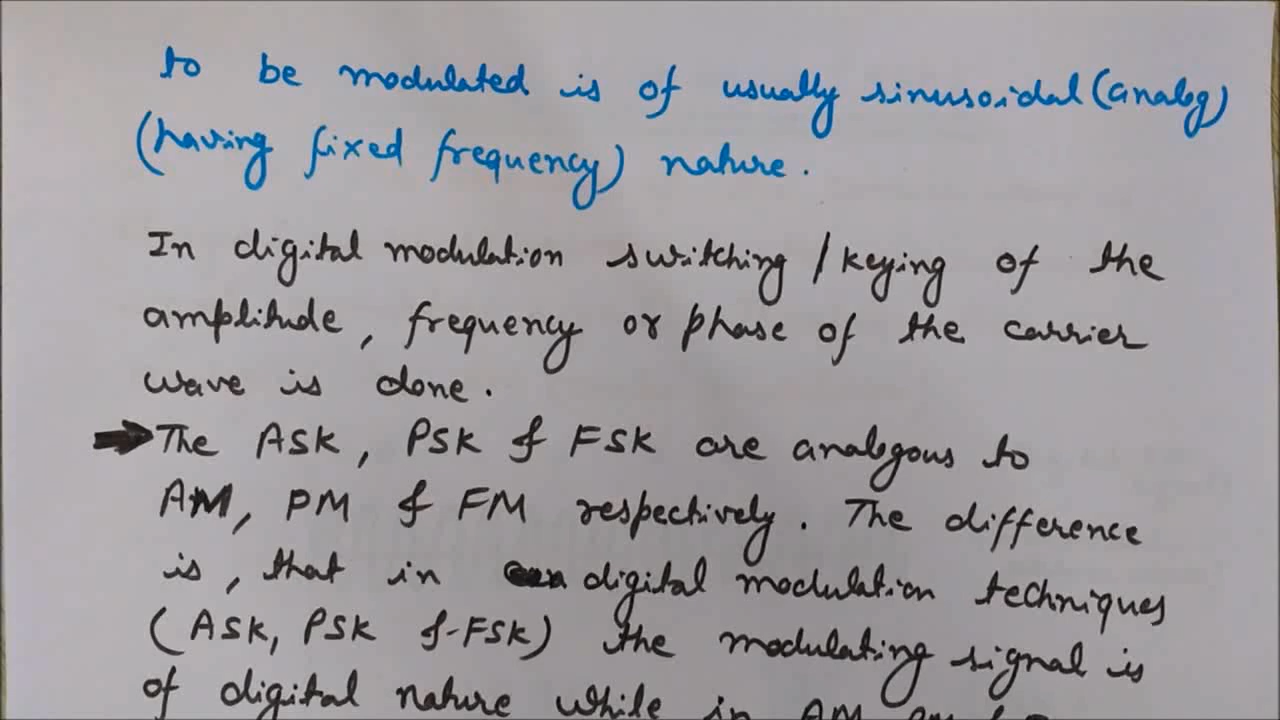 to be modulated is of usually sinusoidal (analog)
(having fixed frequency) nature.
In digital modulation switching / keying of the
amplitude, frequency or phase of the carrier
wave is done.
The ASK, PSK & FSK are analogous to
AM, PM & FM respectively. The difference
is, that in digital modulation techniques
(ASK, PSK & FSK) the modulating signal is
of digital nature while in AM, PM &